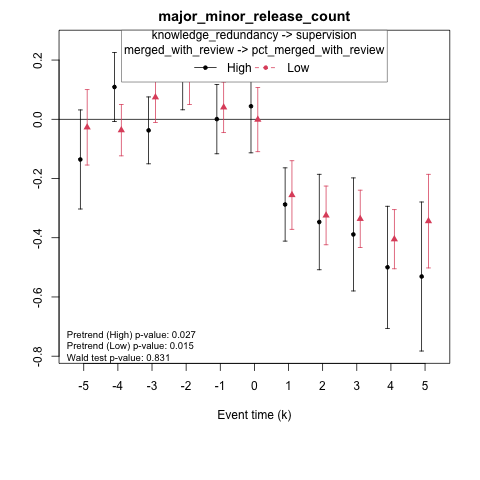 major_minor_release_count
knowledge_redundancy -> supervision
merged_with_review -> pct_merged_with_review
High Low
0.2
0.0
-0.2
-0.4
-0.6
-0.8
Pretrend (High) p-value: 0.027
Pretrend (Low) p-value: 0.015
Wald test p-value: 0.831
-5 -4 -3 -2 -1 0 1 2 3 4 5
Event time (k)